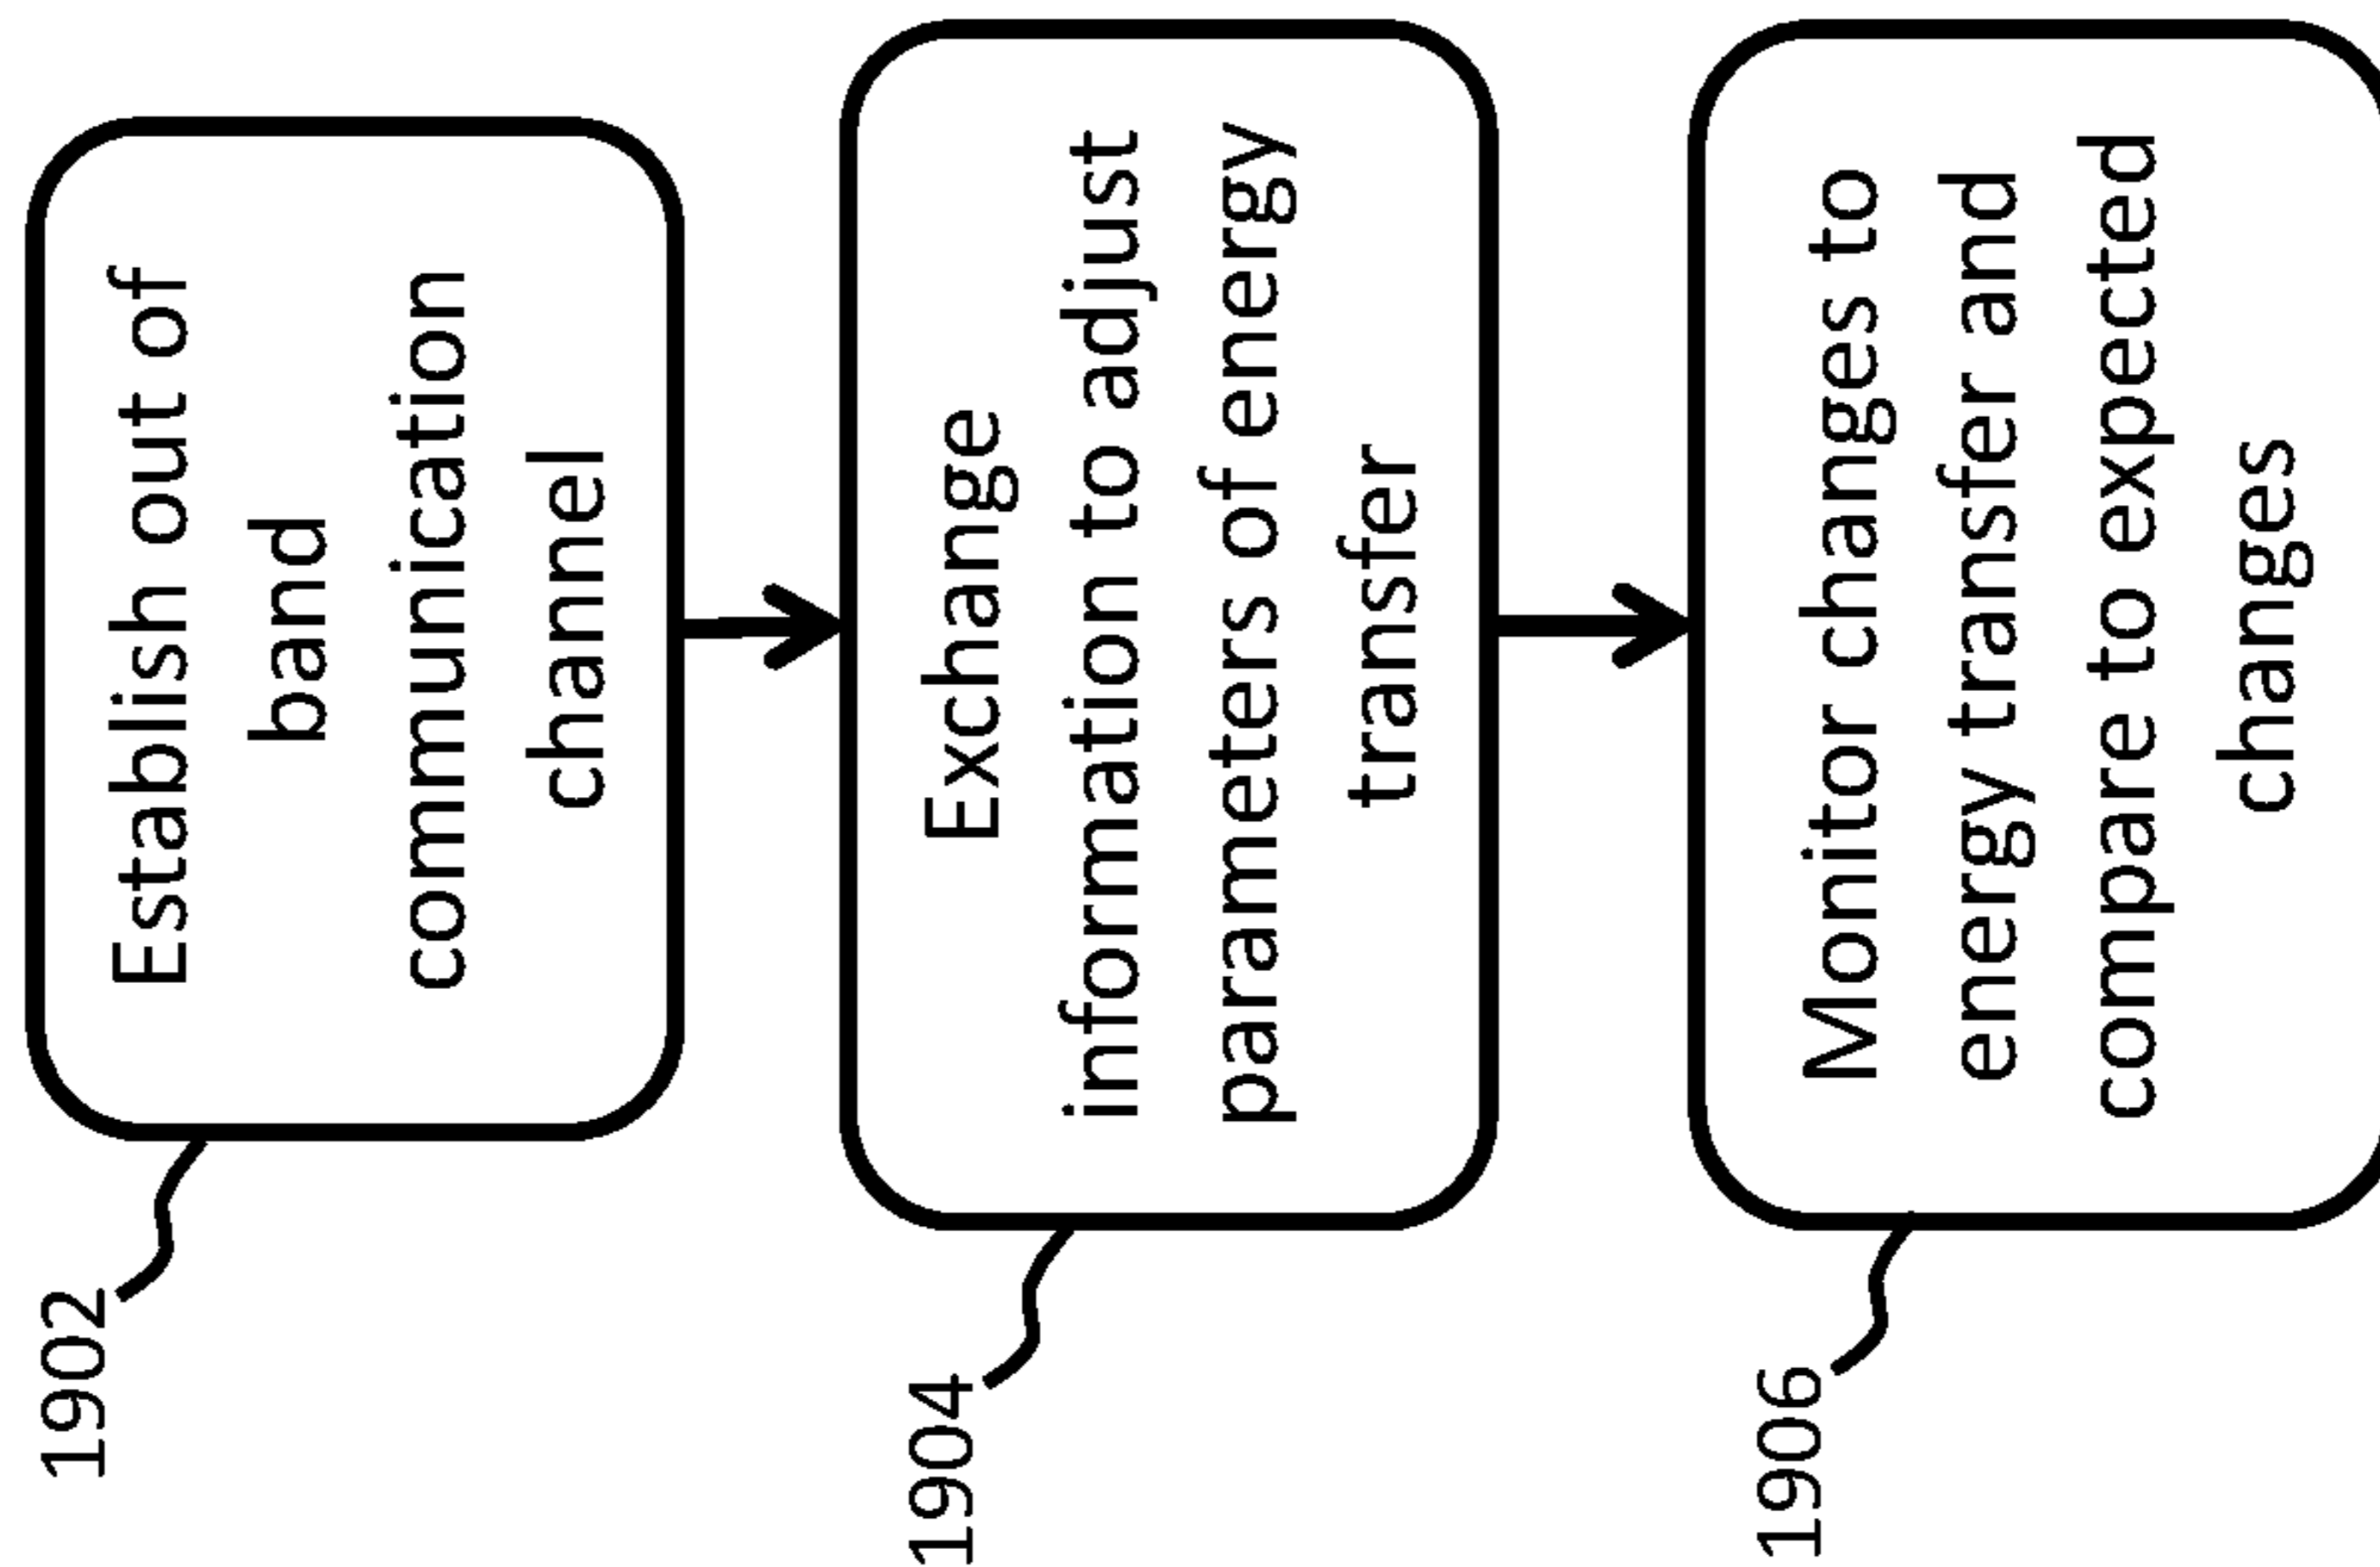 1902
Establish out of
band
communication
channel
1904
Exchange
information to adjust
parameters of energy
transfer
1906
Monitor changes to
energy transfer and
compare to expected
changes